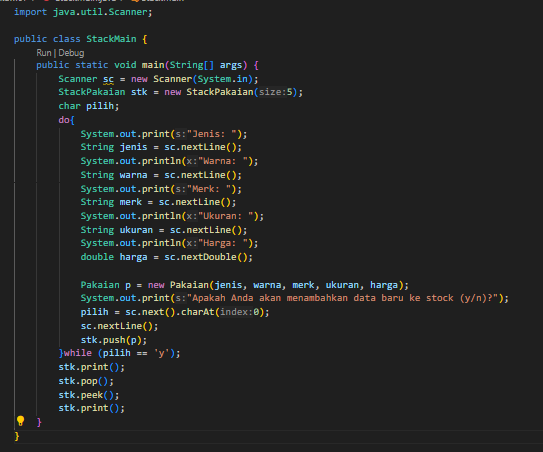 import java.util.Scanner;
public class StackMain {
Run | Debug
public static void main(String[] args) {
Scanner sc = new Scanner(System.in);
StackPakaian stk = new StackPakaian(size:5);
char pilih;
do{
System.out.print(s:"Jenis: ");
String jenis = sc.nextLine();
System.out.println(x:"Warna: ");
String warna = sc.nextLine();
System.out.print(s:"Merk: ");
String merk = sc.nextLine();
System.out.println(x:"Ukuran: ");
String ukuran = sc.nextLine();
System.out.println(x:"Harga: ");
double harga = sc.nextDouble();
Pakaian p = new Pakaian(jenis, warna, merk, ukuran, harga);
System.out.print(s:"Apakah Anda akan menambahkan data baru ke stock (y/n)?");
pilih = sc.next().charAt(index:0);
sc.nextLine();
stk.push(p);
}while (pilih == 'y');
stk.print();
stk.pop();
stk.peek();
stk.print();
}
}